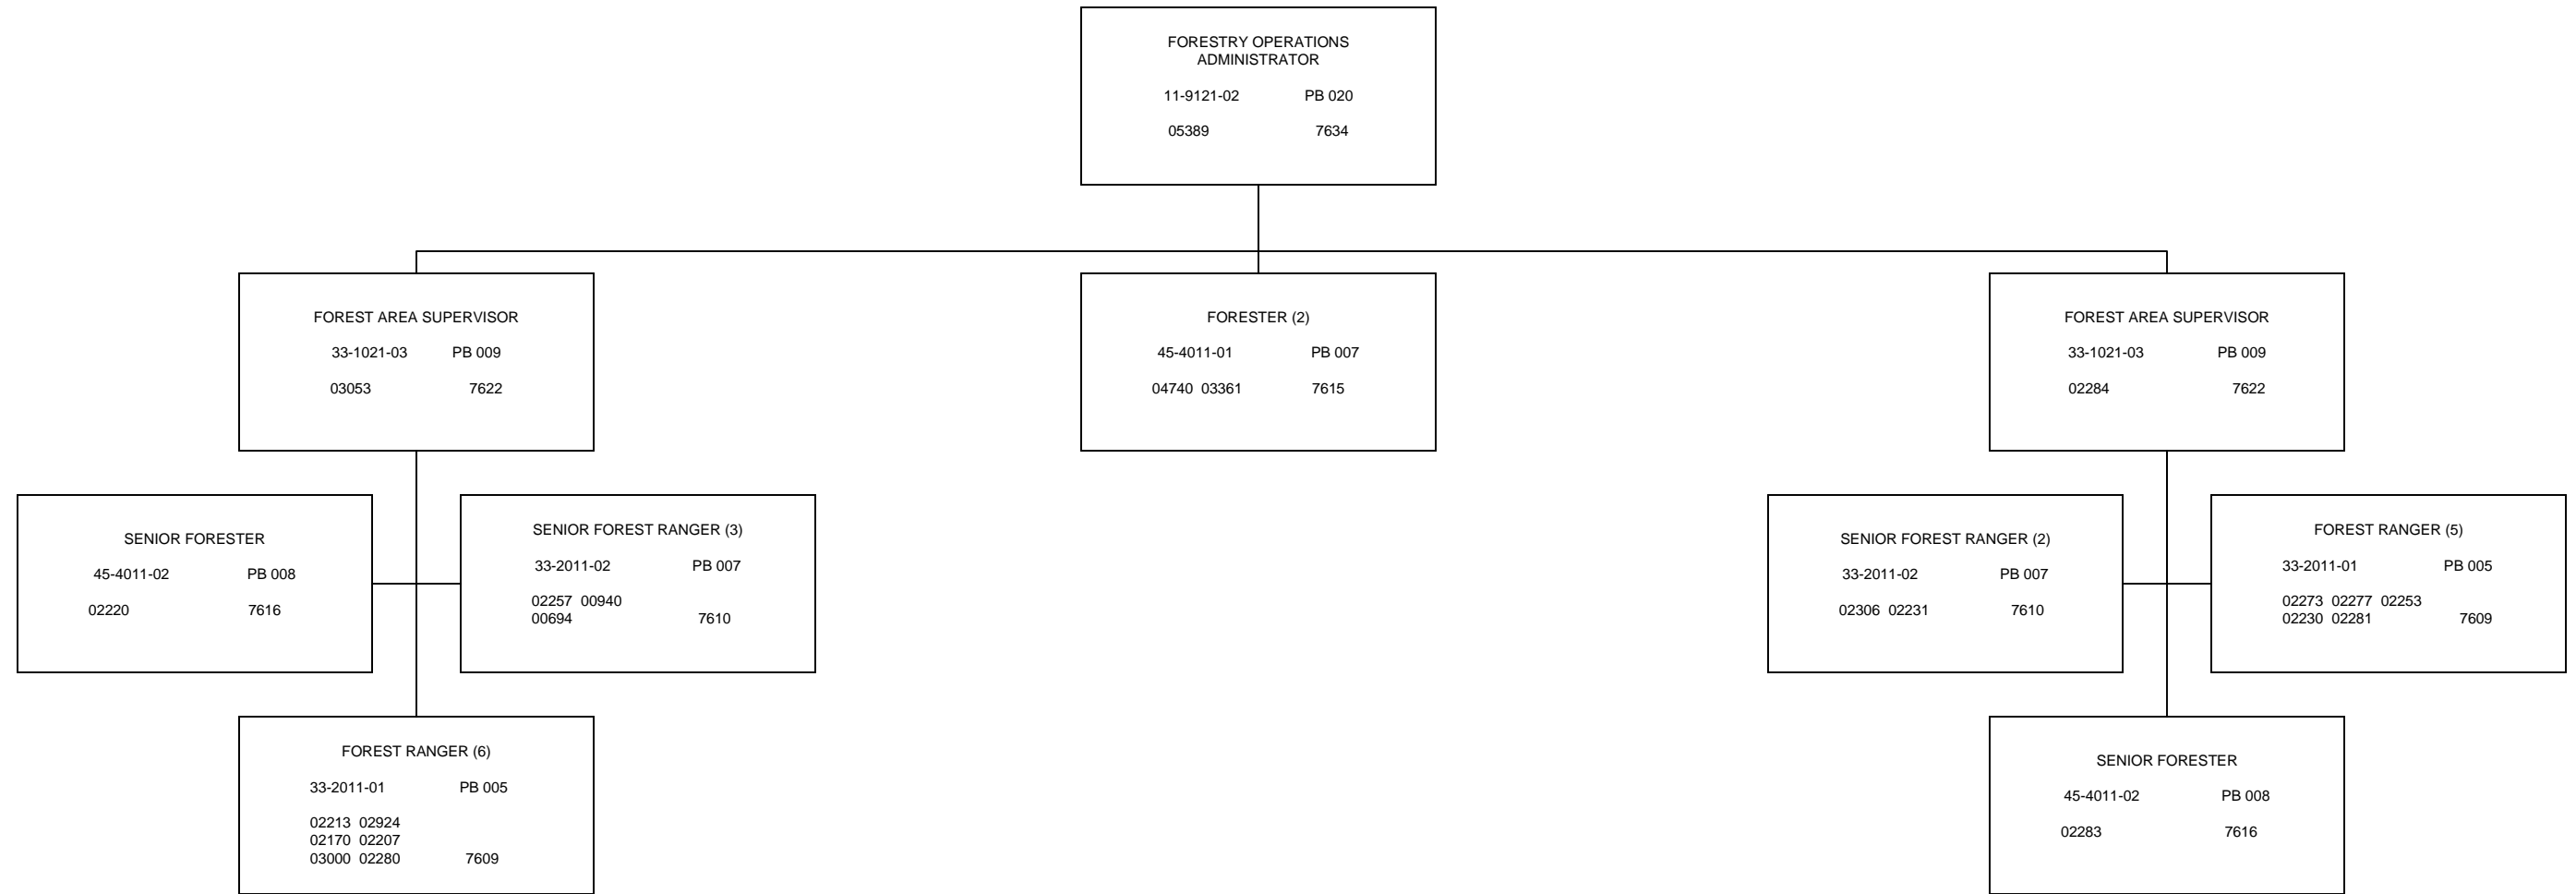 FORESTRY OPERATIONS
ADMINISTRATOR
11-9121-02 PB 020
05389 7634
FOREST AREA SUPERVISOR
33-1021-03 PB 009
03053 7622
FORESTER (2)
45-4011-01 PB 007
04740 03361 7615
FOREST AREA SUPERVISOR
33-1021-03 PB 009
02284 7622
SENIOR FORESTER
45-4011-02 PB 008
02220 7616
SENIOR FOREST RANGER (3)
33-2011-02 PB 007
02257 00940
00694 7610
SENIOR FOREST RANGER (2)
33-2011-02 PB 007
02306 02231 7610
FOREST RANGER (5)
33-2011-01 PB 005
02273 02277 02253
02230 02281 7609
FOREST RANGER (6)
33-2011-01 PB 005
02213 02924
02170 02207
03000 02280 7609
SENIOR FORESTER
45-4011-02 PB 008
02283 7616